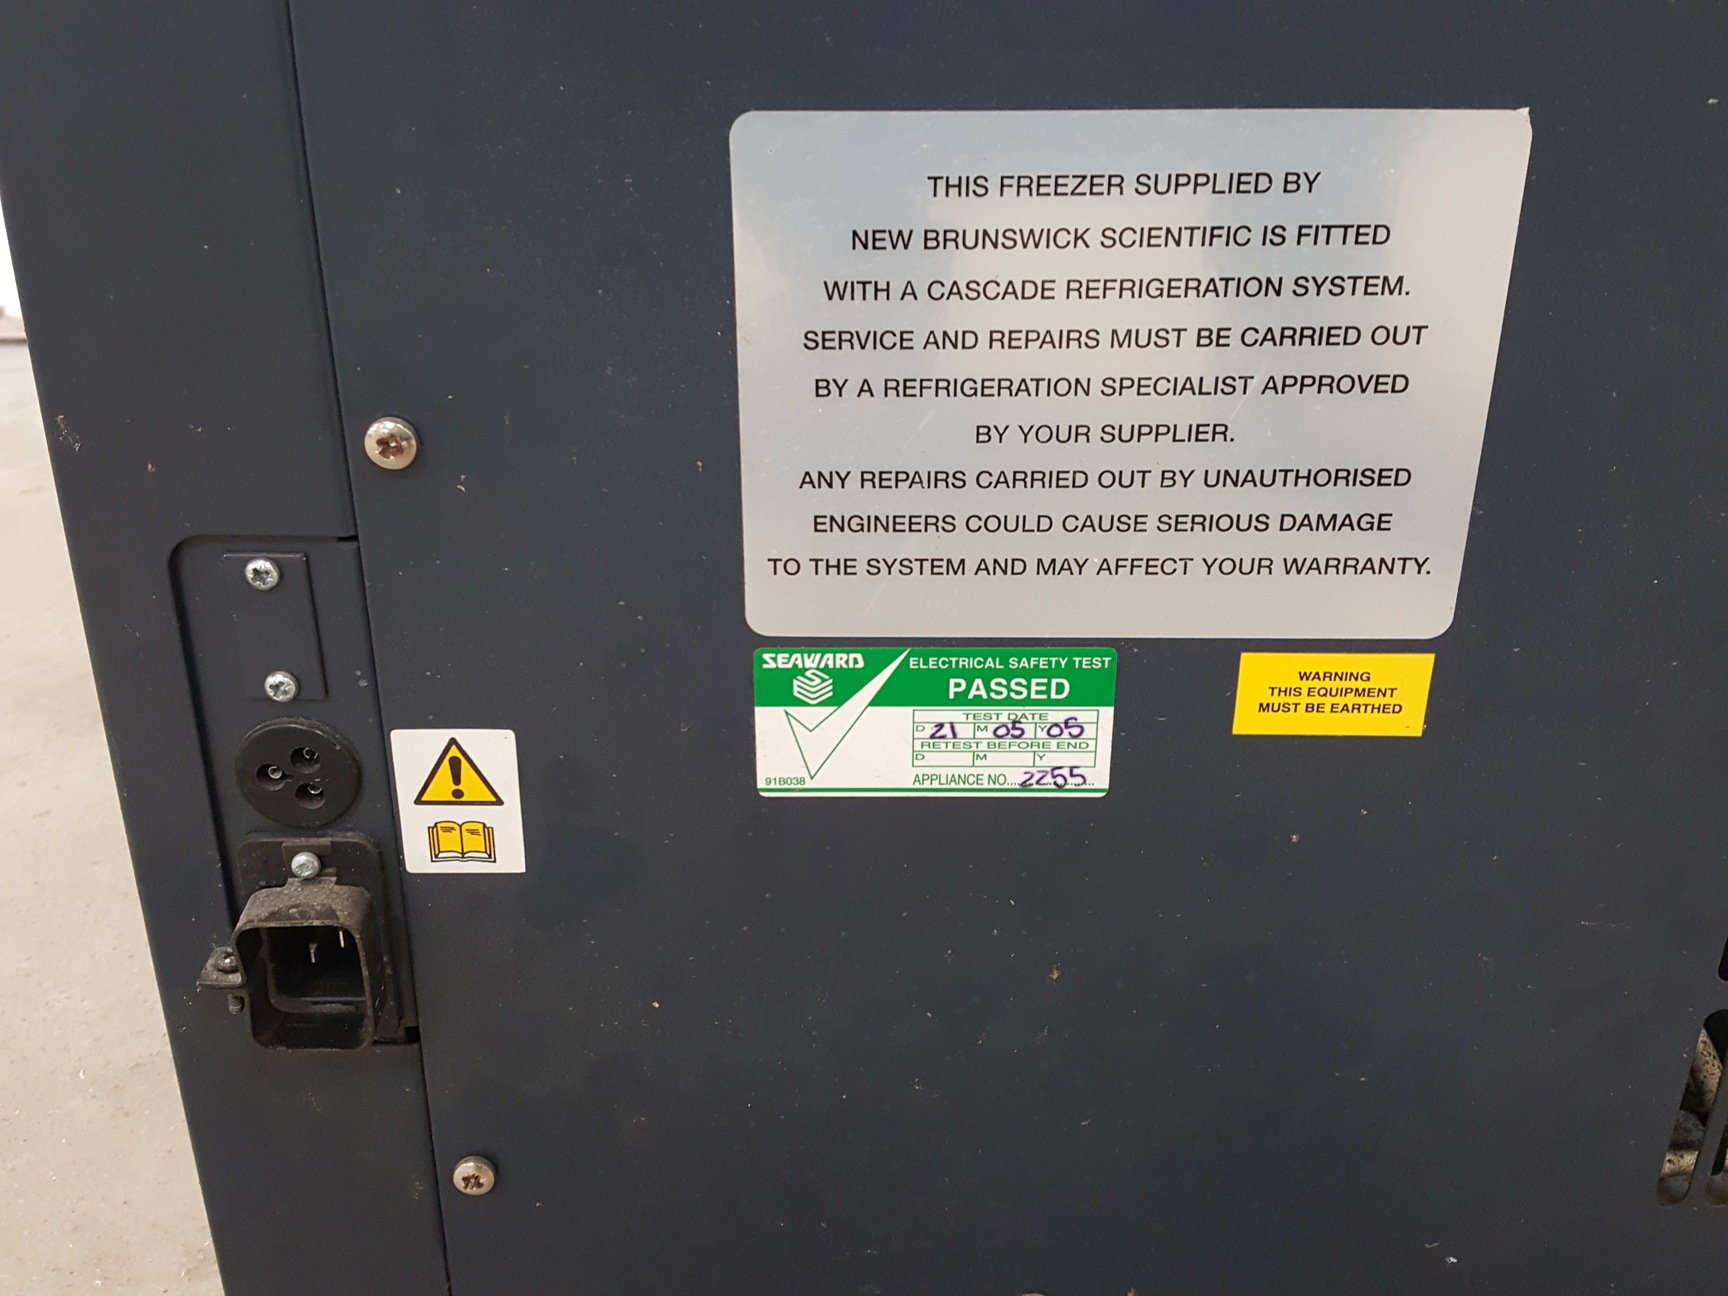 THIS FREEZER SUPPLIED BY
NEW BRUNSWICK SCIENTIFIC IS FITTED
WITH A CASCADE REFRIGERATION SYSTEM.
SERVICE AND REPAIRS MUST BE CARRIED OUT
BY A REFRIGERATION SPECIALIST APPROVED
BY YOUR SUPPLIER.
ANY REPAIRS CARRIED OUT BY UNAUTHORISED
ENGINEERS COULD CAUSE SERIOUS DAMAGE
TO THE SYSTEM AND MAY AFFECT YOUR WARRANTY.
SEAWARD
ELECTRICAL SAFETY TEST
PASSED
TEST DATE
D 21 M 05 Y 05
RETEST BEFORE END
D M Y
91B038
APPLIANCE NO....2255....
WARNING
THIS EQUIPMENT
MUST BE EARTHED